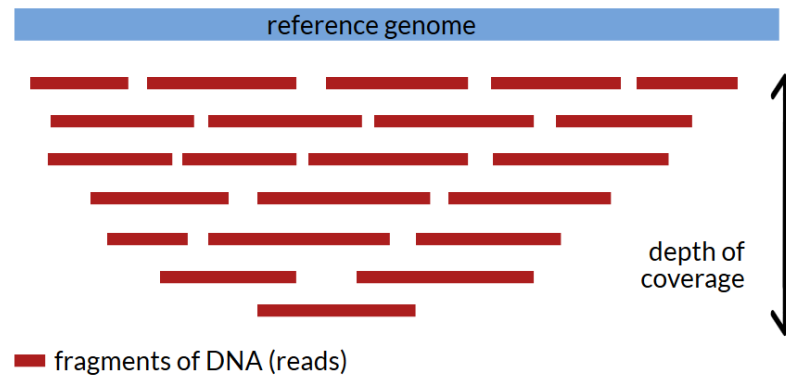 reference genome
depth of
coverage
fragments of DNA (reads)